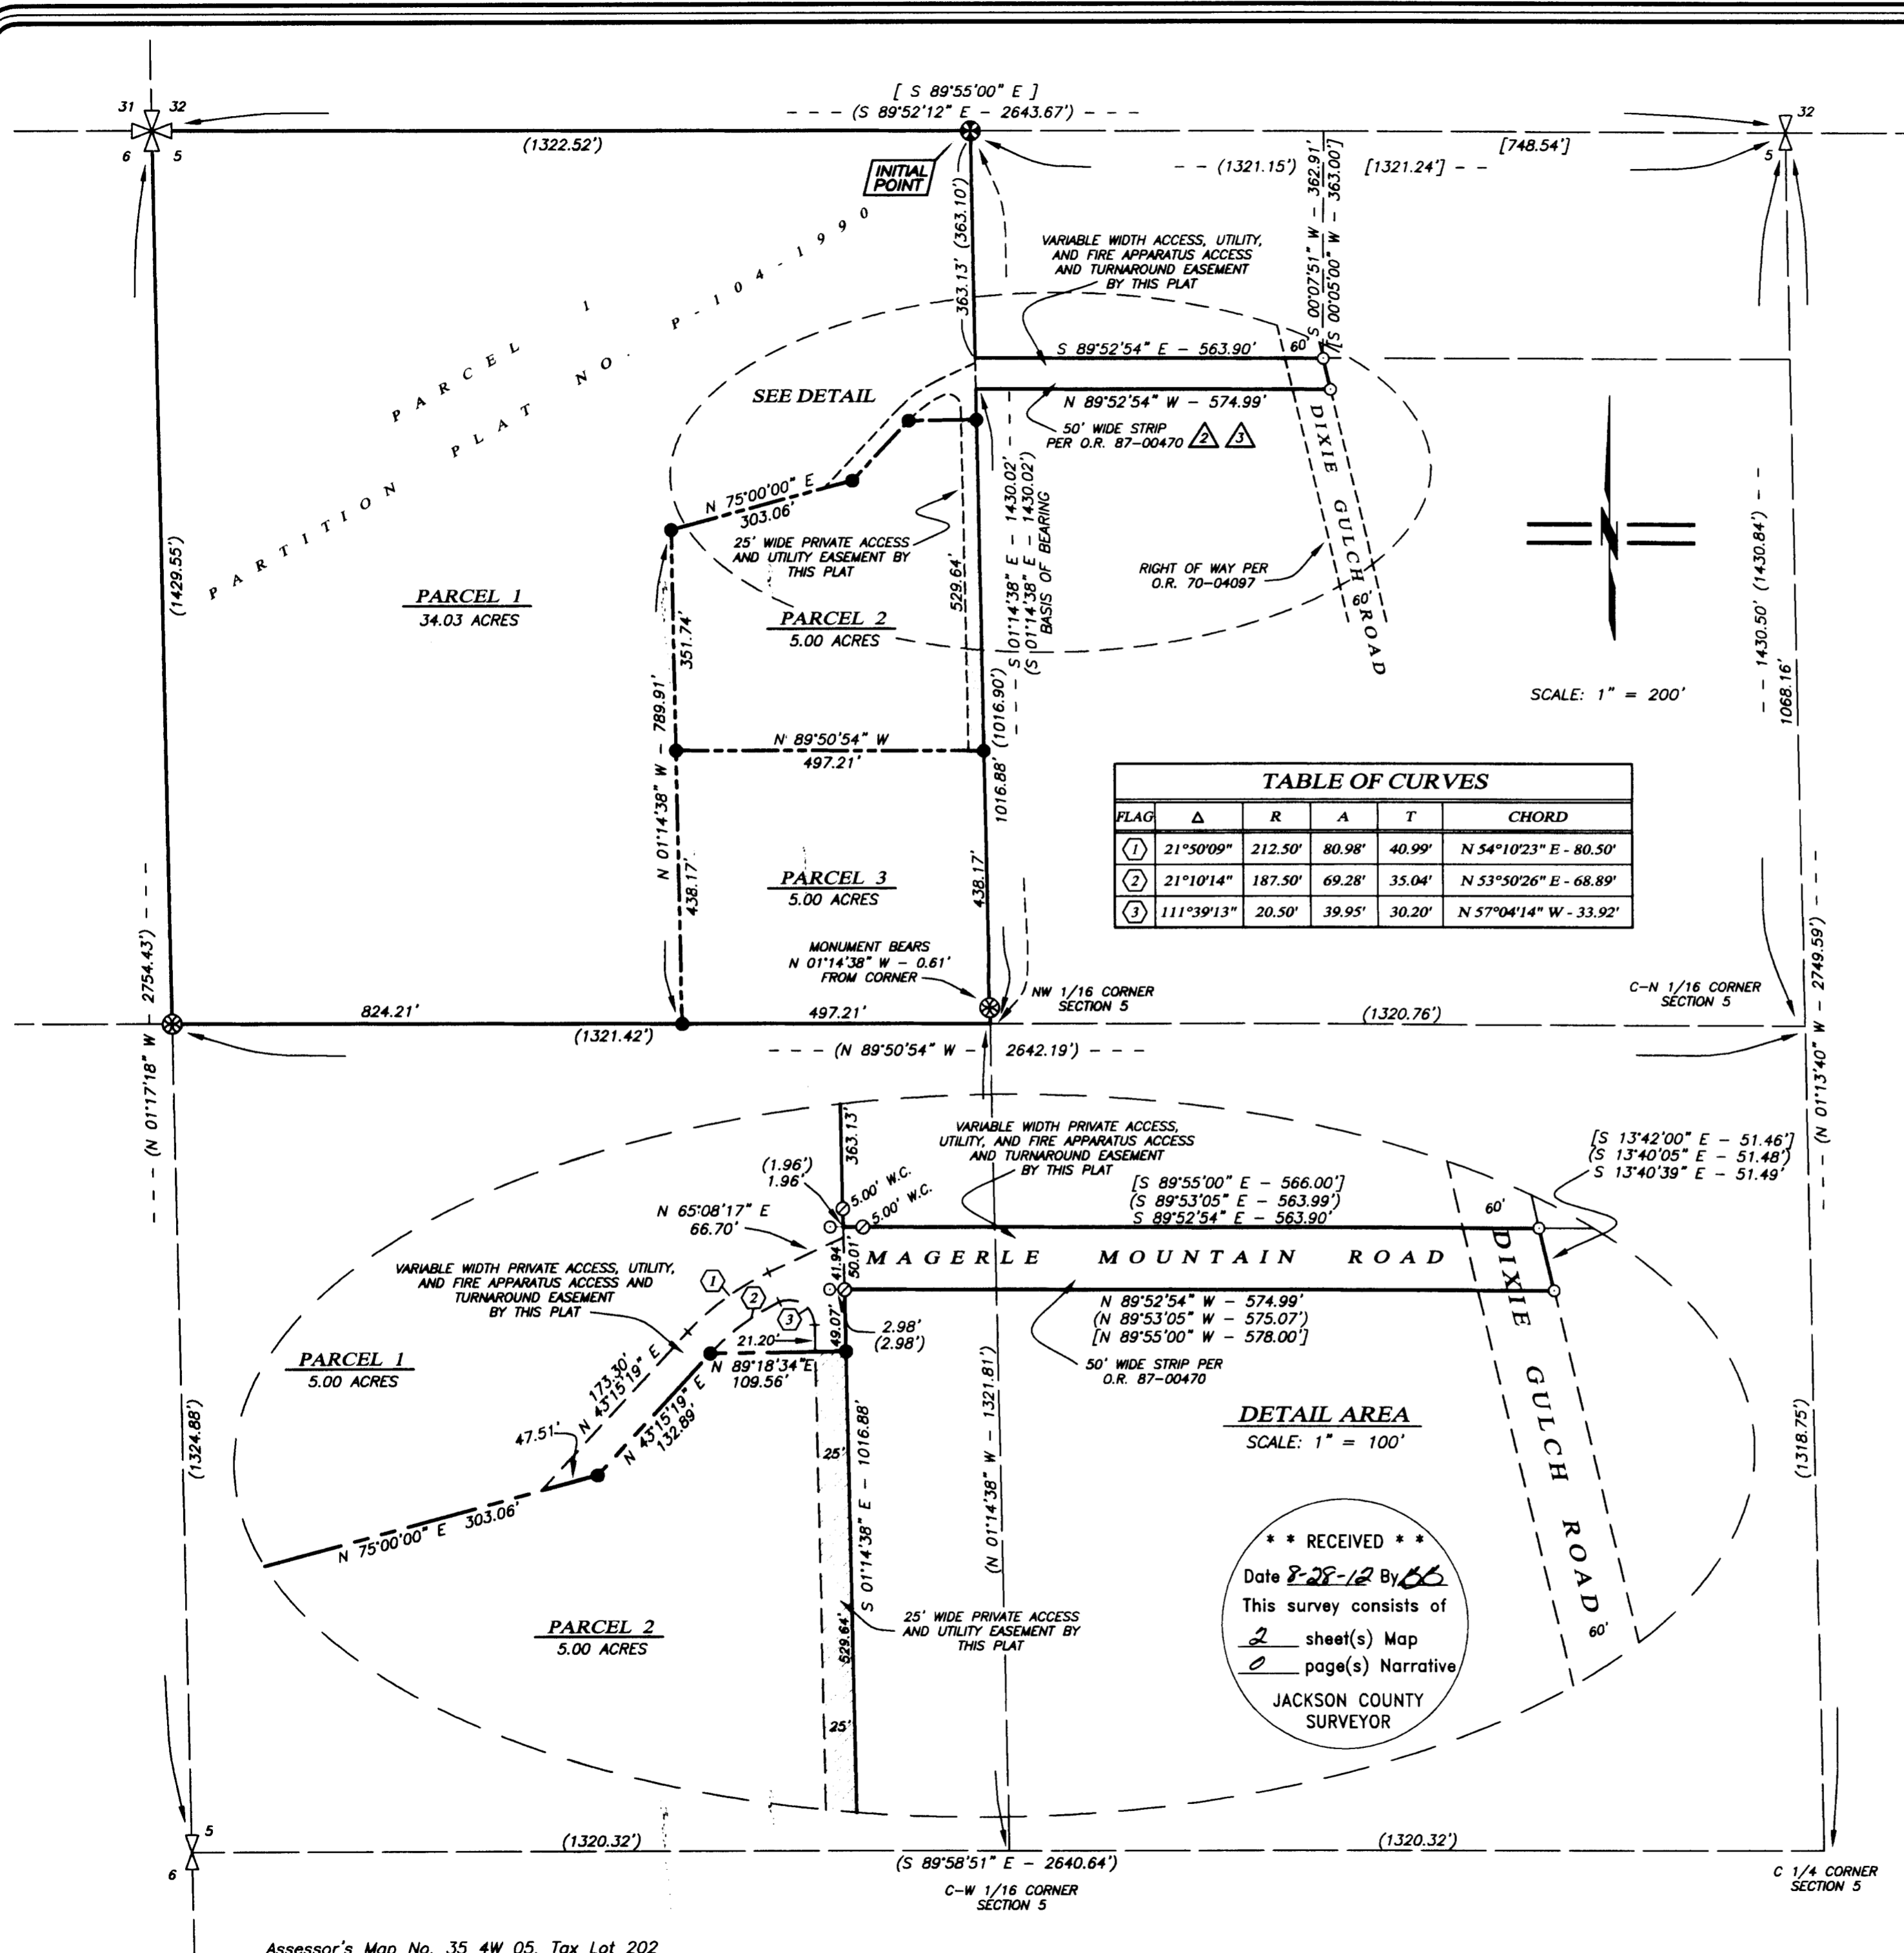 [ S 89°55'00" E ]
- - - (S 89°52'12" E - 2643.67') - - -
31 32
6 5
(1322.52')
INITIAL
POINT
- - (1321.15') [1321.24'] - -
[748.54']
32
5
363.13' (363.10')
S 00°07'51" W - 362.91'
[S 00°05'00" W - 363.00']
PARCEL 1
PARTITION PLAT NO. P-104-1990
VARIABLE WIDTH ACCESS, UTILITY,
AND FIRE APPARATUS ACCESS
AND TURNAROUND EASEMENT
BY THIS PLAT
S 89°52'54" E - 563.90'
60'
SEE DETAIL
N 89°52'54" W - 574.99'
50' WIDE STRIP
PER O.R. 87-00470 2 3
N 75°00'00" E
303.06'
25' WIDE PRIVATE ACCESS
AND UTILITY EASEMENT BY
THIS PLAT
529.64'
- - - S 01°14'38" E - 1430.02' - -
(S 01°14'38" E - 1430.02')
BASIS OF BEARING
DIXIE GULCH ROAD
60'
RIGHT OF WAY PER
O.R. 70-04097
(1429.55')
PARCEL 1
34.03 ACRES
PARCEL 2
5.00 ACRES
351.74'
N 01°14'38" W - 789.91'
- - 1430.50' (1430.84') - -
1068.16'
SCALE: 1" = 200'
N 89°50'54" W
497.21'
1016.88' (1016.90')
TABLE OF CURVES
FLAG Δ R A T CHORD
1 21°50'09" 212.50' 80.98' 40.99' N 54°10'23" E - 80.50'
2 21°10'14" 187.50' 69.28' 35.04' N 53°50'26" E - 68.89'
3 111°39'13" 20.50' 39.95' 30.20' N 57°04'14" W - 33.92'
438.17'
PARCEL 3
5.00 ACRES
438.17'
MONUMENT BEARS
N 01°14'38" W - 0.61'
FROM CORNER
NW 1/16 CORNER
SECTION 5
C-N 1/16 CORNER
SECTION 5
824.21'
497.21'
(1321.42')
(1320.76')
- - - (N 89°50'54" W - 2642.19') - - -
- - - (N 01°17'18" W - 2754.43') - - -
- - - (N 01°13'40" W - 2749.59') - - -
363.13'
VARIABLE WIDTH PRIVATE ACCESS,
UTILITY, AND FIRE APPARATUS ACCESS
AND TURNAROUND EASEMENT
BY THIS PLAT
[S 13°42'00" E - 51.46']
(S 13°40'05" E - 51.48')
S 13°40'39" E - 51.49'
(1.96')
1.96'
5.00' W.C.
5.00' W.C.
[S 89°55'00" E - 566.00']
(S 89°53'05" E - 563.99')
S 89°52'54" E - 563.90'
60'
N 65°08'17" E
66.70'
41.94
50.01'
MAGERLE MOUNTAIN ROAD
VARIABLE WIDTH PRIVATE ACCESS, UTILITY,
AND FIRE APPARATUS ACCESS AND
TURNAROUND EASEMENT
BY THIS PLAT
1
2
3
N 89°52'54" W - 574.99'
(N 89°53'05" W - 575.07')
[N 89°55'00" W - 578.00']
49.07'
2.98'
(2.98')
21.20'
N 89°18'34"E
109.56'
50' WIDE STRIP PER
O.R. 87-00470
PARCEL 1
5.00 ACRES
173.30'
N 43°15'19" E
47.51'
N 43°15'19" E
132.89'
DIXIE GULCH ROAD
60'
DETAIL AREA
SCALE: 1" = 100'
(1324.88')
25'
S 01°14'38" E - 1016.88'
(N 01°14'38" W - 1321.81')
(1318.75')
N 75°00'00" E 303.06'
529.64'
25' WIDE PRIVATE ACCESS
AND UTILITY EASEMENT BY
THIS PLAT
PARCEL 2
5.00 ACRES
25'
* * RECEIVED * *
Date 8-28-12 By
This survey consists of
2 sheet(s) Map
0 page(s) Narrative
JACKSON COUNTY
SURVEYOR
5
6
(1320.32')
(1320.32')
(S 89°58'51" E - 2640.64')
C-W 1/16 CORNER
SECTION 5
C 1/4 CORNER
SECTION 5
Assessor's Map No. 35 4W 05, Tax Lot 202